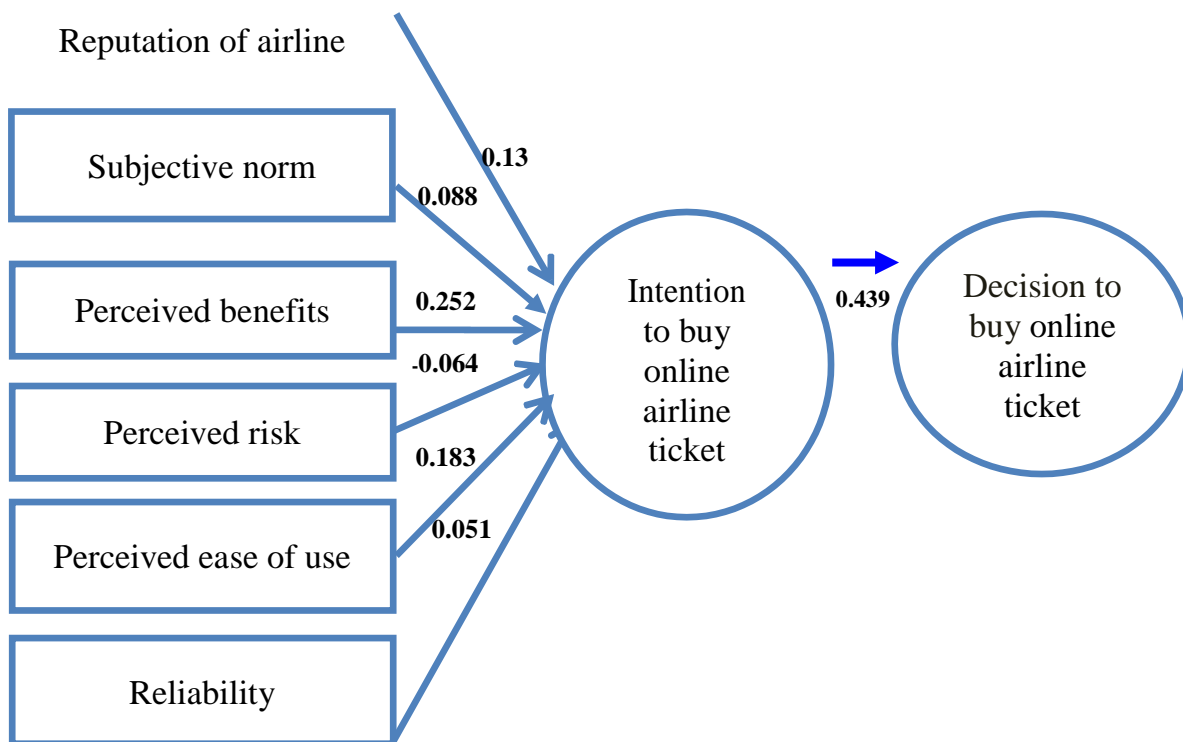 Reputation of airline
0.13
Subjective norm
0.088
Perceived benefits
0.252
-0.064
Perceived risk
0.183
Perceived ease of use
0.051
Reliability
Intention
to buy
online
airline
ticket
0.439
Decision to
buy online
airline
ticket